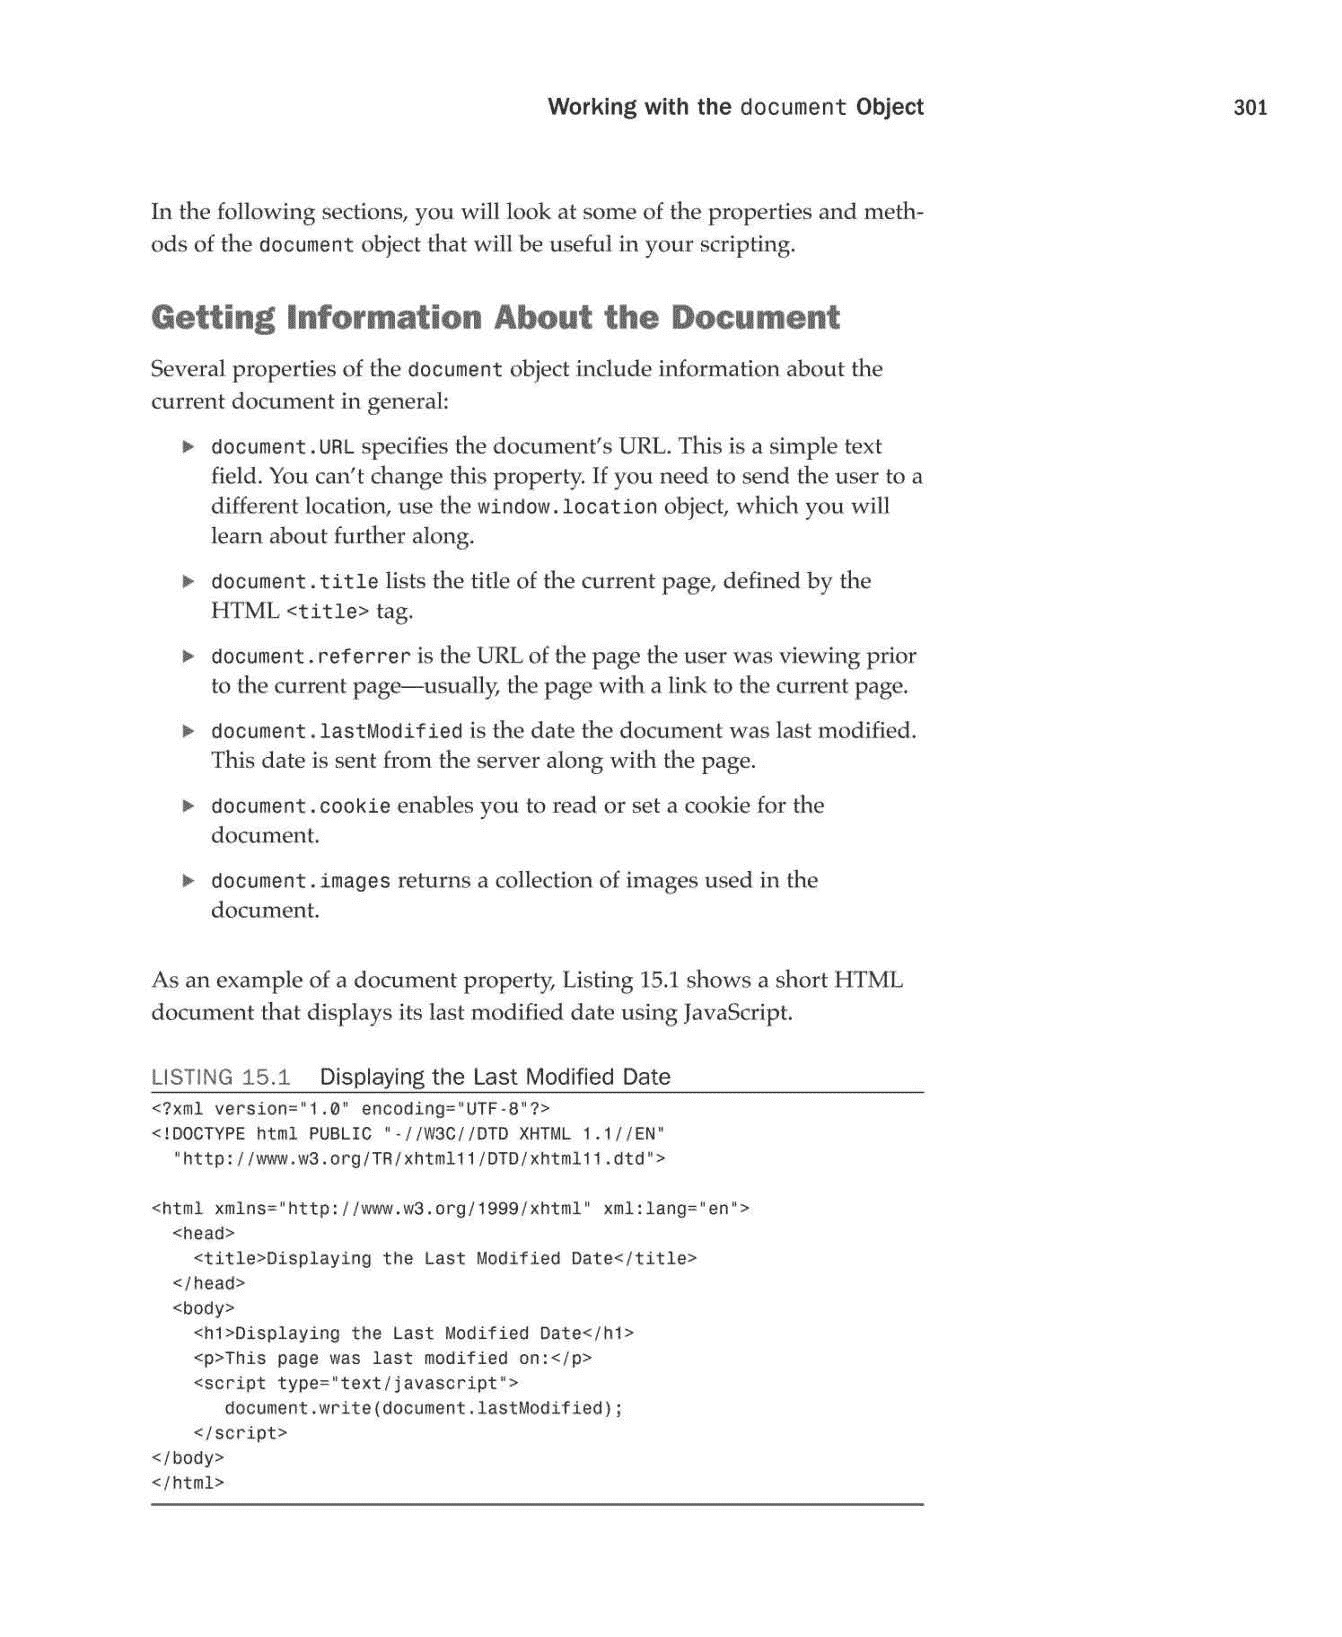 Working with the document Object 301
In the following sections, you will look at some of the properties and meth-
ods of the document object that will be useful in your scripting.
Getting Information About the Document
Several properties of the document object include information about the
current document in general:
▶ document.URL specifies the document's URL. This is a simple text
field. You can't change this property. If you need to send the user to a
different location, use the window.location object, which you will
learn about further along.
▶ document.title lists the title of the current page, defined by the
HTML <title> tag.
▶ document.referrer is the URL of the page the user was viewing prior
to the current page—usually, the page with a link to the current page.
▶ document.lastModified is the date the document was last modified.
This date is sent from the server along with the page.
▶ document.cookie enables you to read or set a cookie for the
document.
▶ document.images returns a collection of images used in the
document.
As an example of a document property, Listing 15.1 shows a short HTML
document that displays its last modified date using JavaScript.
LISTING 15.1 Displaying the Last Modified Date
<?xml version="1.0" encoding="UTF-8"?>
<!DOCTYPE html PUBLIC "-//W3C//DTD XHTML 1.1//EN"
  "http://www.w3.org/TR/xhtml11/DTD/xhtml11.dtd">
<html xmlns="http://www.w3.org/1999/xhtml" xml:lang="en">
  <head>
    <title>Displaying the Last Modified Date</title>
  </head>
  <body>
    <h1>Displaying the Last Modified Date</h1>
    <p>This page was last modified on:</p>
    <script type="text/javascript">
       document.write(document.lastModified);
    </script>
</body>
</html>